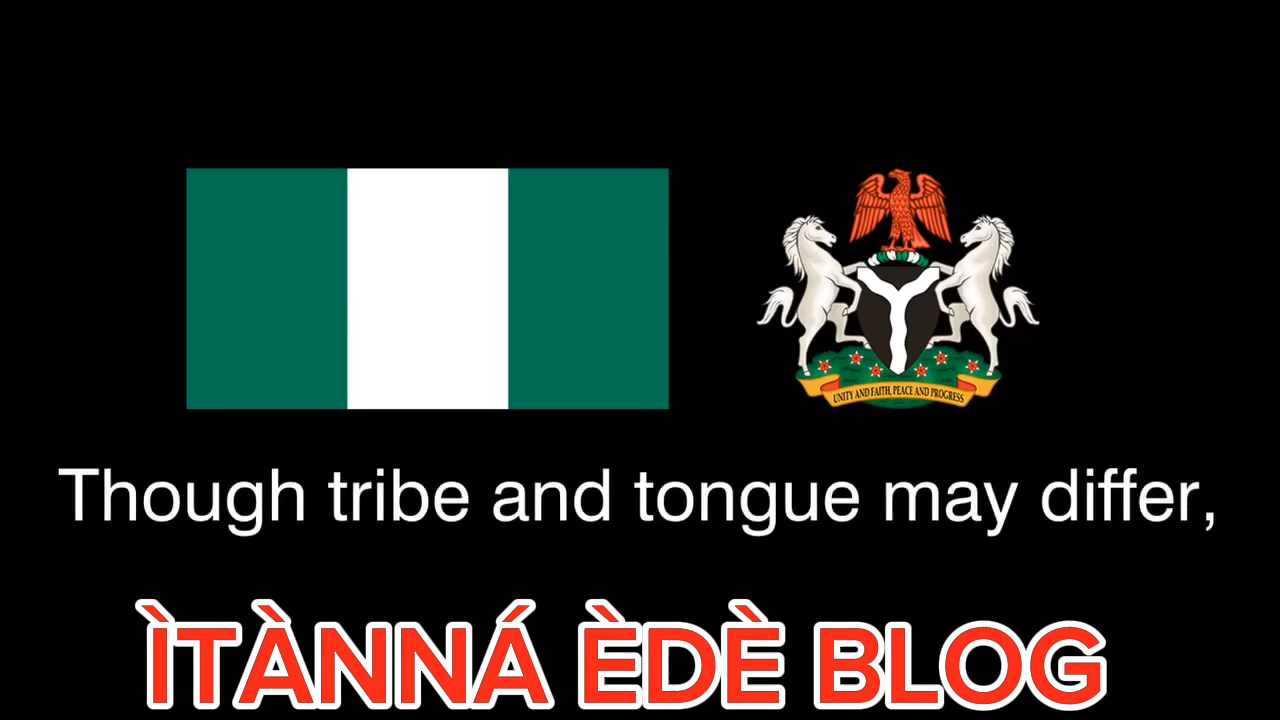 UNITY AND FAITH, PEACE AND PROGRESS
Though tribe and tongue may differ,
ÌTÀNNÁ ÈDÈ BLOG